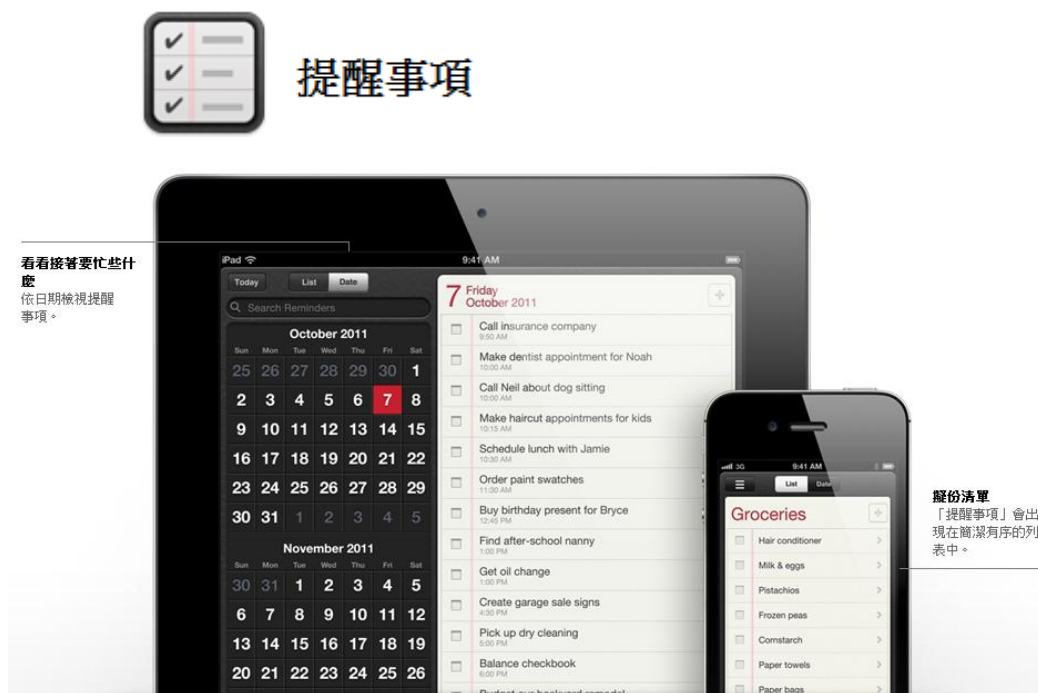 提醒事項
看看接著要忙些什
麼
依日期檢視提醒
事項。
iPad
9:41 AM
Today
List
Date
Search Reminders
October 2011
Sun Mon Tue Wed Thu Fri Sat
25 26 27 28 29 30 1
2 3 4 5 6 7 8
9 10 11 12 13 14 15
16 17 18 19 20 21 22
23 24 25 26 27 28 29
30 31 1 2 3 4 5
November 2011
Sun Mon Tue Wed Thu Fri Sat
30 31 1 2 3 4 5
6 7 8 9 10 11 12
13 14 15 16 17 18 19
20 21 22 23 24 25 26
7 Friday
October 2011
Call insurance company
9:50 AM
Make dentist appointment for Noah
10:00 AM
Call Neil about dog sitting
10:00 AM
Make haircut appointments for kids
10:15 AM
Schedule lunch with Jamie
10:30 AM
Order paint swatches
11:30 AM
Buy birthday present for Bryce
12:45 PM
Find after-school nanny
1:00 PM
Get oil change
1:00 PM
Create garage sale signs
4:30 PM
Pick up dry cleaning
5:00 PM
Balance checkbook
6:00 PM
Budget our backyard remodel
3G
9:41 AM
List
Date
Groceries
Hair conditioner
Milk & eggs
Pistachios
Frozen peas
Cornstarch
Paper towels
Paper bags
擬份清單
「提醒事項」會出
現在簡潔有序的列
表中。